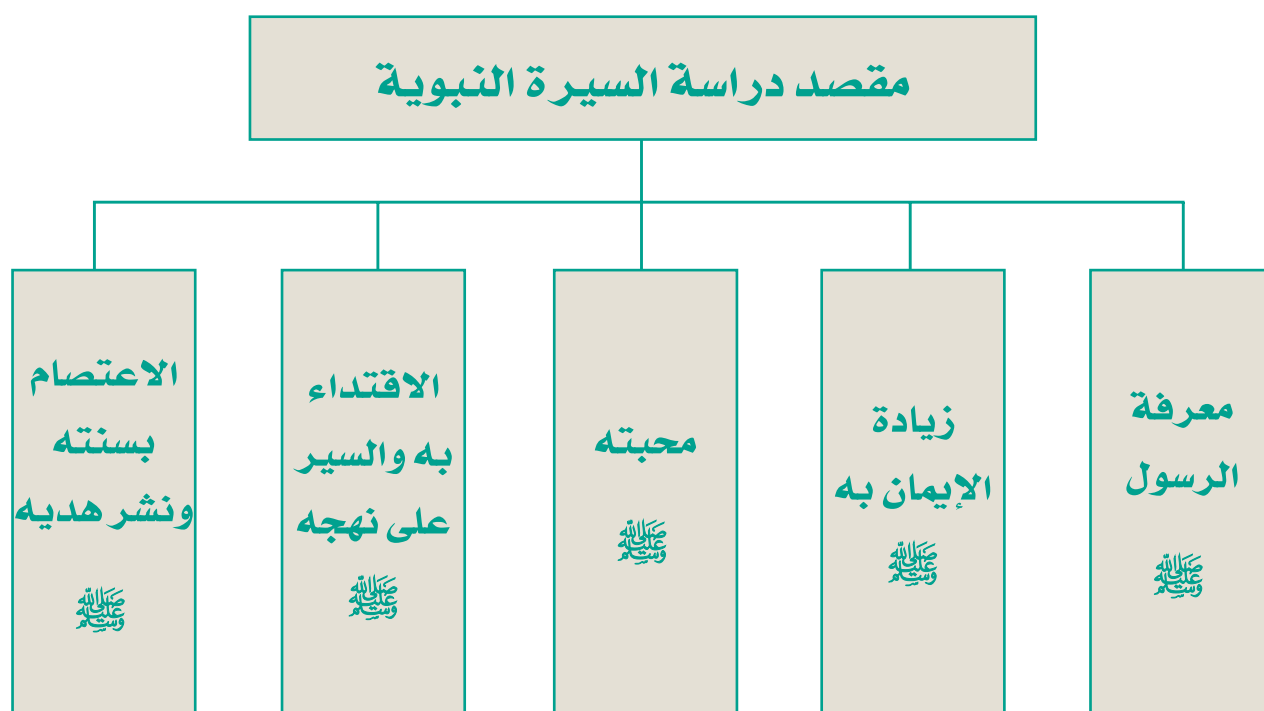 مقصد دراسة السيرة النبوية
معرفة
الرسول
ﷺ
زيادة
الإيمان به
ﷺ
محبته
ﷺ
الاقتداء
به والسير
على نهجه
ﷺ
الاعتصام
بسنته
ونشر هديه
ﷺ